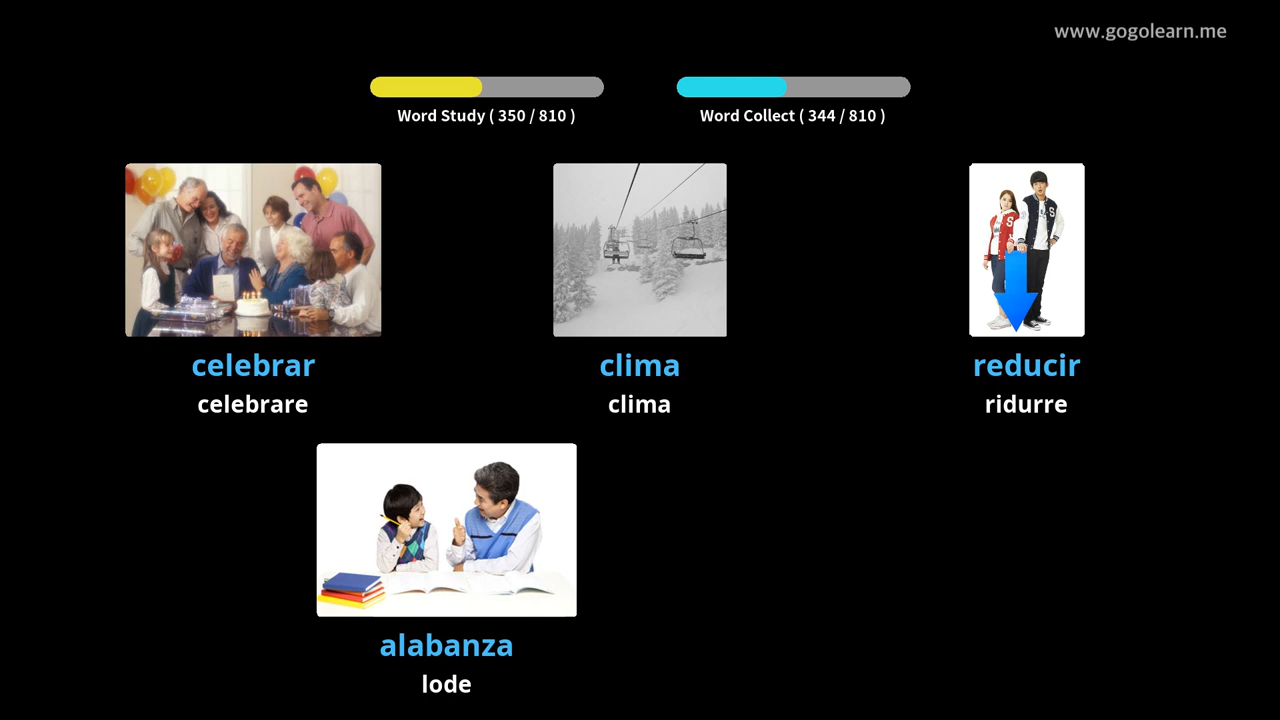 www.gogolearn.me
Word Study ( 350 / 810 )
Word Collect ( 344 / 810 )
celebrar
celebrare
clima
clima
reducir
ridurre
alabanza
lode